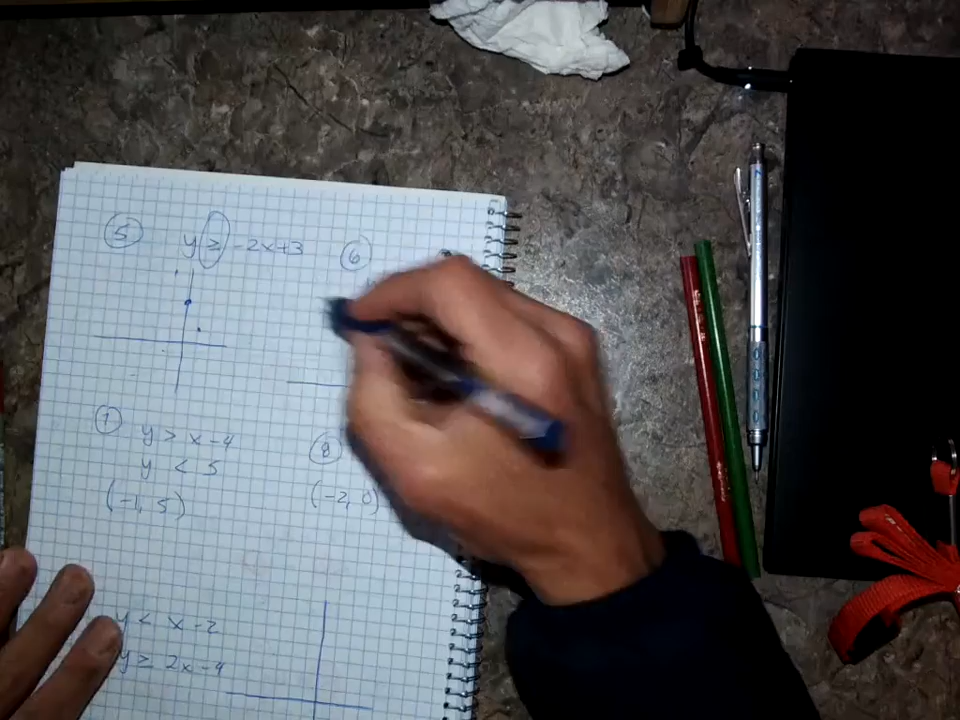 ⑤ y ≥ -2x+3 ⑥
⑦ y > x-4 ⑧
y < 5
(-1, 5) (-2, 0)
y < x-2
y ≥ 2x-4